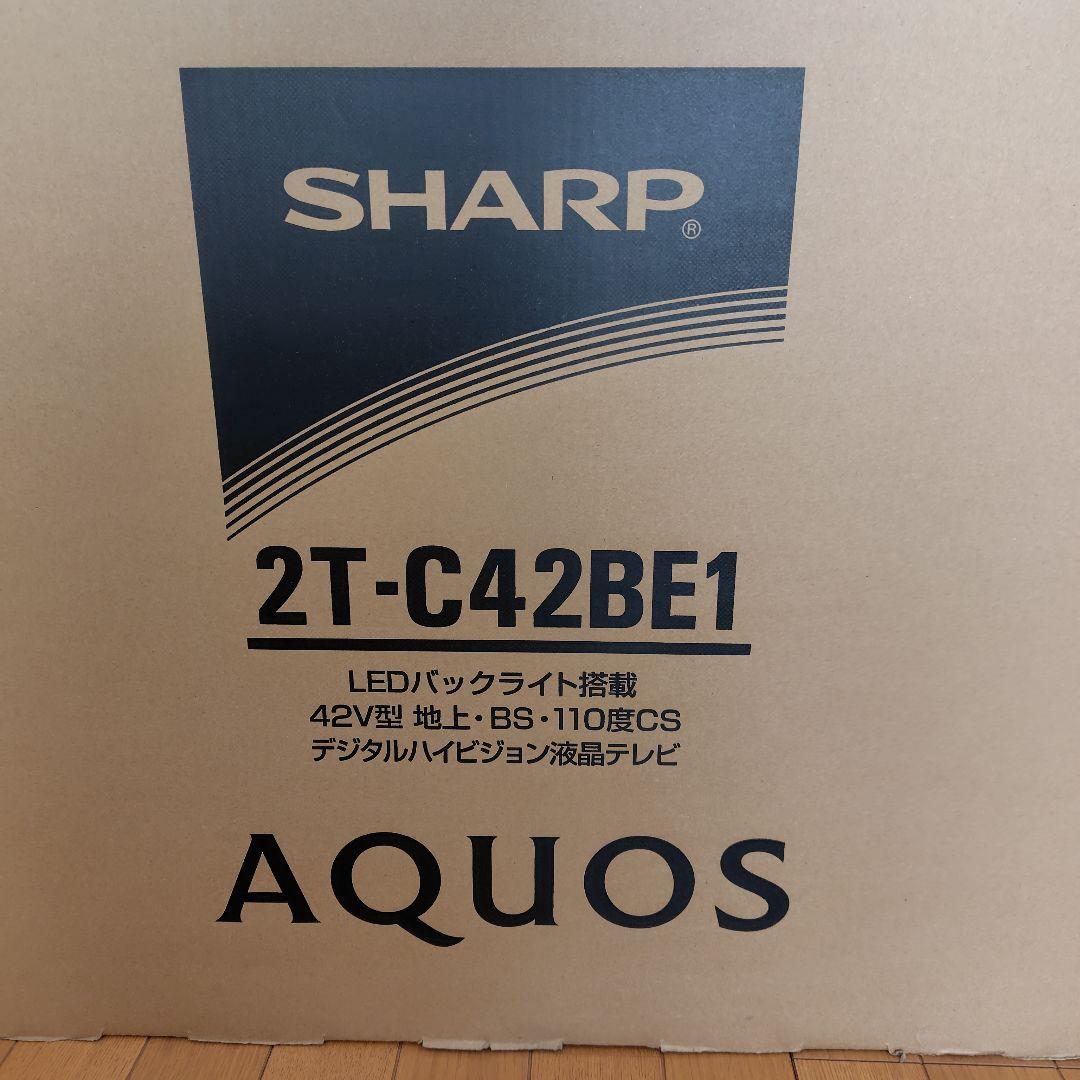 SHARP®
2T-C42BE1
LEDバックライト搭載
42V型 地上・BS・110度CS
デジタルハイビジョン液晶テレビ
AQUOS